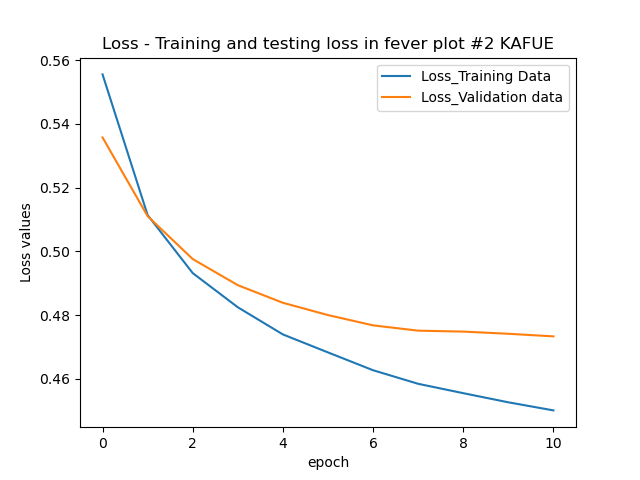 Loss - Training and testing loss in fever plot #2 KAFUE
Loss_Training Data
Loss_Validation data
Loss values
0.56
0.54
0.52
0.50
0.48
0.46
0 2 4 6 8 10
epoch